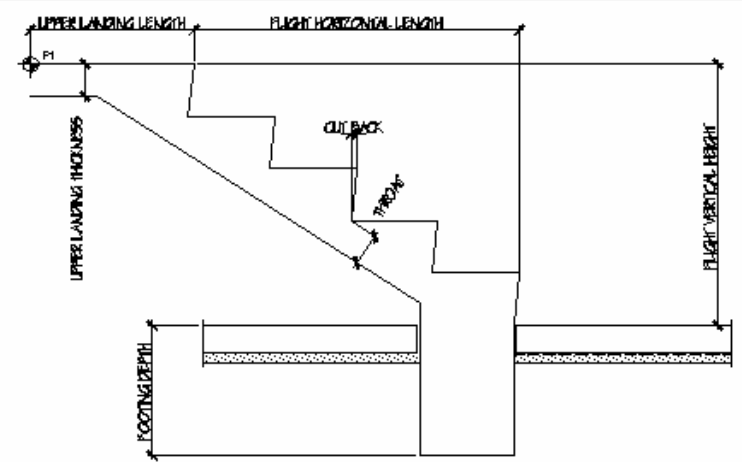 UPPER LANDING LENGTH
FLIGHT HORIZONTAL LENGTH
P1
CUT BACK
UPPER LANDING THICKNESS
THROAT
FLIGHT VERTICAL HEIGHT
FOOTING DEPTH